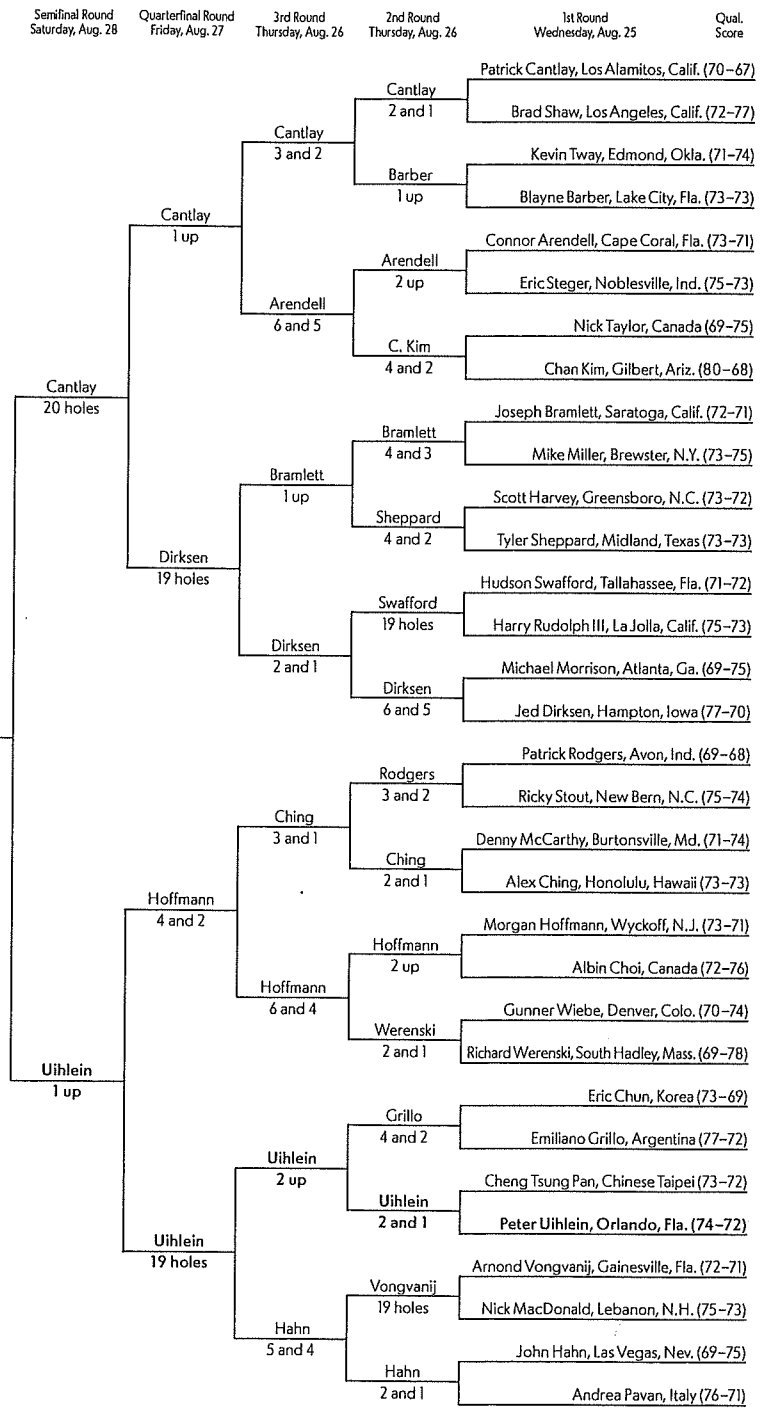 Semifinal Round Quarterfinal Round 3rd Round 2nd Round 1st Round Qual.
Saturday, Aug. 28 Friday, Aug. 27 Thursday, Aug. 26 Thursday, Aug. 26 Wednesday, Aug. 25 Score
Patrick Cantlay, Los Alamitos, Calif. (70–67)
Cantlay
2 and 1
Brad Shaw, Los Angeles, Calif. (72–77)
Cantlay
3 and 2
Kevin Tway, Edmond, Okla. (71–74)
Barber
1 up
Blayne Barber, Lake City, Fla. (73–73)
Cantlay
1 up
Connor Arendell, Cape Coral, Fla. (73–71)
Arendell
2 up
Eric Steger, Noblesville, Ind. (75–73)
Arendell
6 and 5
Nick Taylor, Canada (69–75)
C. Kim
4 and 2
Chan Kim, Gilbert, Ariz. (80–68)
Cantlay
20 holes
Joseph Bramlett, Saratoga, Calif. (72–71)
Bramlett
4 and 3
Mike Miller, Brewster, N.Y. (73–75)
Bramlett
1 up
Scott Harvey, Greensboro, N.C. (73–72)
Sheppard
4 and 2
Tyler Sheppard, Midland, Texas (73–73)
Dirksen
19 holes
Hudson Swafford, Tallahassee, Fla. (71–72)
Swafford
19 holes
Harry Rudolph III, La Jolla, Calif. (75–73)
Dirksen
2 and 1
Michael Morrison, Atlanta, Ga. (69–75)
Dirksen
6 and 5
Jed Dirksen, Hampton, Iowa (77–70)
Patrick Rodgers, Avon, Ind. (69–68)
Rodgers
3 and 2
Ricky Stout, New Bern, N.C. (75–74)
Ching
3 and 1
Denny McCarthy, Burtonsville, Md. (71–74)
Ching
2 and 1
Alex Ching, Honolulu, Hawaii (73–73)
Hoffmann
4 and 2
Morgan Hoffmann, Wyckoff, N.J. (73–71)
Hoffmann
2 up
Albin Choi, Canada (72–76)
Hoffmann
6 and 4
Gunner Wiebe, Denver, Colo. (70–74)
Werenski
2 and 1
Richard Werenski, South Hadley, Mass. (69–78)
Uihlein
1 up
Eric Chun, Korea (73–69)
Grillo
4 and 2
Emiliano Grillo, Argentina (77–72)
Uihlein
2 up
Cheng Tsung Pan, Chinese Taipei (73–72)
Uihlein
2 and 1
Peter Uihlein, Orlando, Fla. (74–72)
Uihlein
19 holes
Arnond Vongvanij, Gainesville, Fla. (72–71)
Vongvanij
19 holes
Nick MacDonald, Lebanon, N.H. (75–73)
Hahn
5 and 4
John Hahn, Las Vegas, Nev. (69–75)
Hahn
2 and 1
Andrea Pavan, Italy (76–71)